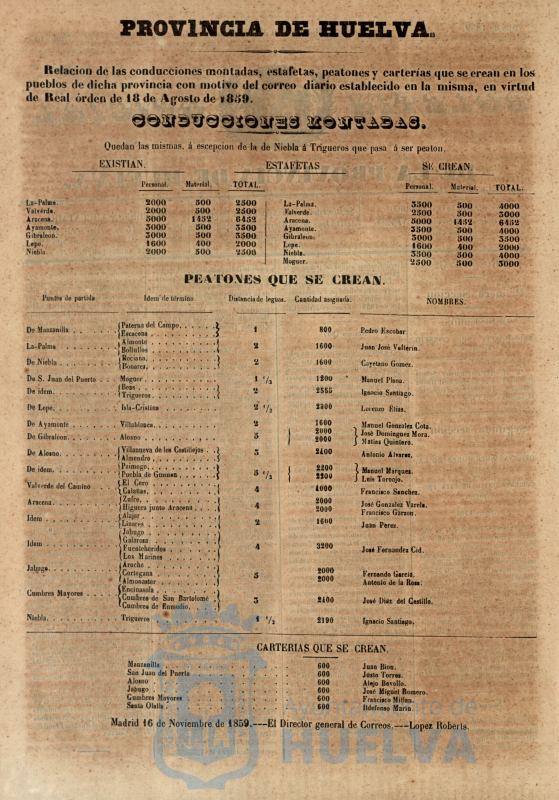 PROVINCIA DE HUELVA.
Relacion de las conducciones montadas, estafetas, peatones y carterías que se crean en los
pueblos de dicha provincia con motivo del correo diario establecido en la misma, en virtud
de Real órden de 18 de Agosto de 1859.
CONDUCCIONES MONTADAS.
Quedan las mismas, á escepcion de la de Niebla á Trigueros que pasa á ser peaton.
EXISTIAN. ESTAFETAS SE CREAN.
Personal. Material. TOTAL. Personal. Material. TOTAL.
La-Palma. 2000 500 2500 La-Palma. 3500 500 4000
Valverde. 2000 500 2500 Valverde. 2500 500 3000
Aracena. 5000 1452 6452 Aracena. 5000 1452 6452
Ayamonte. 3000 500 3500 Ayamonte. 3500 500 4000
Gibraleon. 3000 500 3500 Gibraleon. 3000 500 3500
Lepe. 1600 400 2000 Lepe. 1600 400 2000
Niebla. 2000 500 2500 Niebla. 3500 500 4000
Moguer. 2500 500 3000
PEATONES QUE SE CREAN.
Puntos de partida. Idem de término. Distancia de leguas. Cantidad asignada. NOMBRES.
De Manzanilla Paterna del Campo. 1 800 Pedro Escobar
Escacena
La-Palma Almonte 2 1600 Juan José Valterin.
Bollullos
De Niebla Rociana. 2 1600 Cayetano Gomez.
Bonares.
De S. Juan del Puerto Moguer 1 1/2 1200 Manuel Plaza.
De idem. Beas 2 Ignacio Santiago.
Trigueros
De Lepe. Isla-Cristina 2 1/2 Lorenzo Elías.
De Ayamonte Villablanca. 2 1600 Manuel Gonzalez Cota.
De Gibraleon. Alosno 5 2000 José Dominguez Mora.
2000 Matias Quintero.
De Alosno. Villanueva de los Castillejos 3 2400 Antonio Alvarez.
Almendro
De idem. Paimogo. 5 1/2 2200 Manuel Marques.
Puebla de Guzman 2200 Luis Torrojo.
Valverde del Camino El Cerro 4 4000 Francisco Sanchez.
Calañas.
Aracena. Zufre. 4 2000 José Gonzalez Varela.
Higuera junto Aracena 2000 Francisco Garzon.
Idem Alajar 2 1600 Juan Perez.
Linares
Idem Jabugo 4 3200 José Fernandez Cid.
Galaroza
Fuenteheridos
Los Marines
Jabugo. Aroche 5 2000 Fernando García.
Cortegana 2000 Antonio de la Rosa.
Almonaster
Cumbres Mayores Encinasola 3 2400 José Diaz del Castillo.
Cumbres de San Bartolomé
Cumbres de Enmedio.
Niebla. Trigueros 1 1/2 2190 Ignacio Santiago.
CARTERIAS QUE SE CREAN.
Manzanilla 600 Juan Bion.
San Juan del Puerto 600 Justo Torres.
Alosno 600 Alejo Bovollo.
Jabugo 600 José Miguel Romero.
Cumbres Mayores 600 Francisco Millan.
Santa Olalla 600 Ildefonso Marin.
Madrid 16 de Noviembre de 1859.—El Director general de Correos.—Lopez Roberts.
Ayuntamiento de
HUELVA